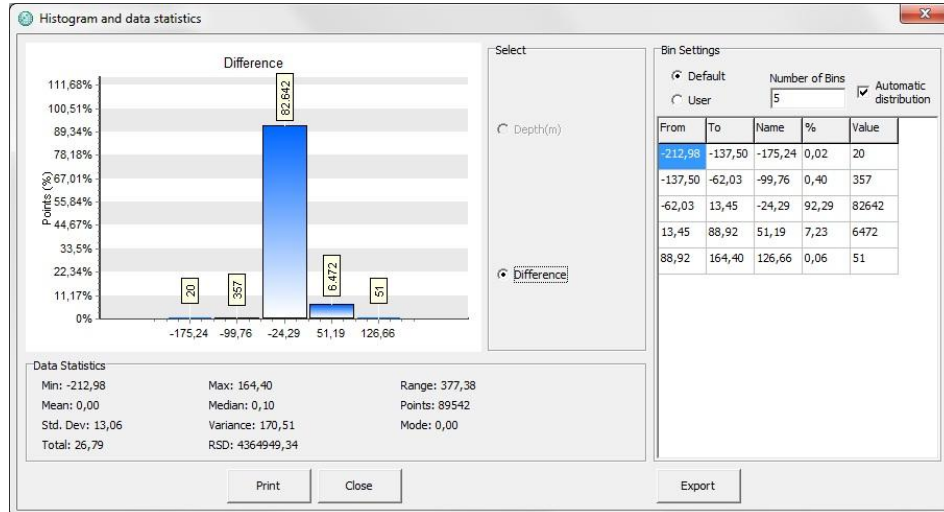 Histogram and data statistics
Difference
Points (%)
111,68%
100,51%
89,34%
78,18%
67,01%
55,84%
44,67%
33,5%
22,34%
11,17%
0%
20
357
82.642
6.472
51
-175,24 -99,76 -24,29 51,19 126,66
Select
Depth(m)
Difference
Bin Settings
Default
User
Number of Bins
5
Automatic
distribution
From To Name % Value
-212,98 -137,50 -175,24 0,02 20
-137,50 -62,03 -99,76 0,40 357
-62,03 13,45 -24,29 92,29 82642
13,45 88,92 51,19 7,23 6472
88,92 164,40 126,66 0,06 51
Data Statistics
Min: -212,98 Max: 164,40 Range: 377,38
Mean: 0,00 Median: 0,10 Points: 89542
Std. Dev: 13,06 Variance: 170,51 Mode: 0,00
Total: 26,79 RSD: 4364949,34
Print Close Export